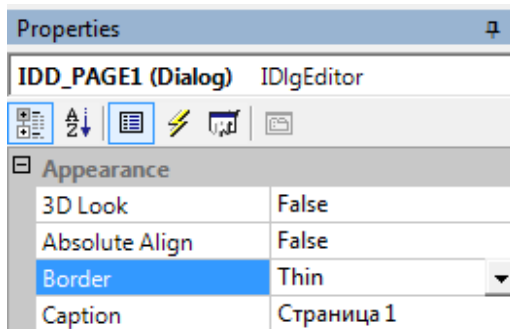 Properties
IDD_PAGE1 (Dialog) IDlgEditor
Appearance
3D Look False
Absolute Align False
Border Thin
Caption Страница 1